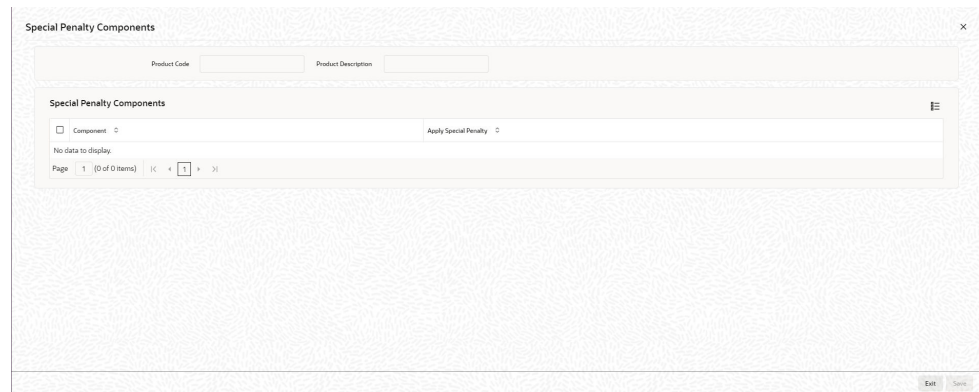 Special Penalty Components
Product Code Product Description
Special Penalty Components
Component Apply Special Penalty
No data to display.
Page 1 (0 of 0 items) 1
Exit Save